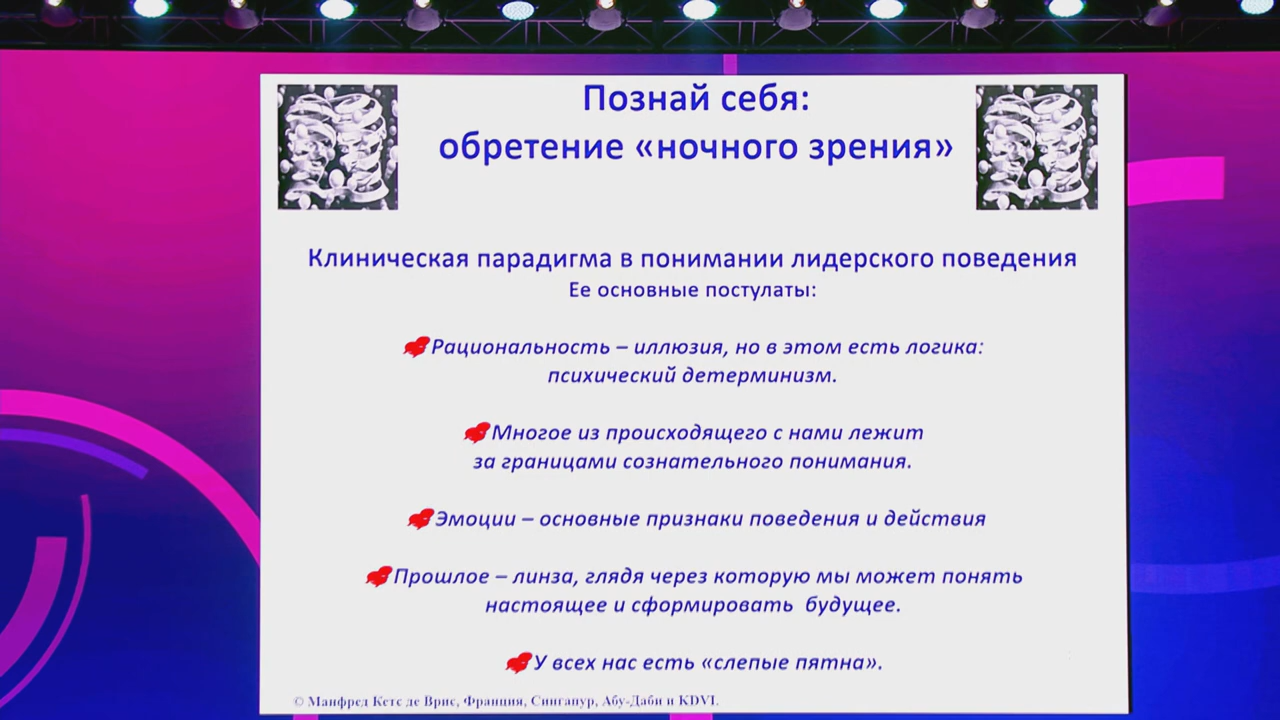 Познай себя:
обретение «ночного зрения»
Клиническая парадигма в понимании лидерского поведения
Ее основные постулаты:
Рациональность – иллюзия, но в этом есть логика:
психический детерминизм.
Многое из происходящего с нами лежит
за границами сознательного понимания.
Эмоции – основные признаки поведения и действия
Прошлое – линза, глядя через которую мы может понять
настоящее и сформировать будущее.
У всех нас есть «слепые пятна».
© Манфред Кетс де Врис, Франция, Сингапур, Абу-Даби и KDVI.